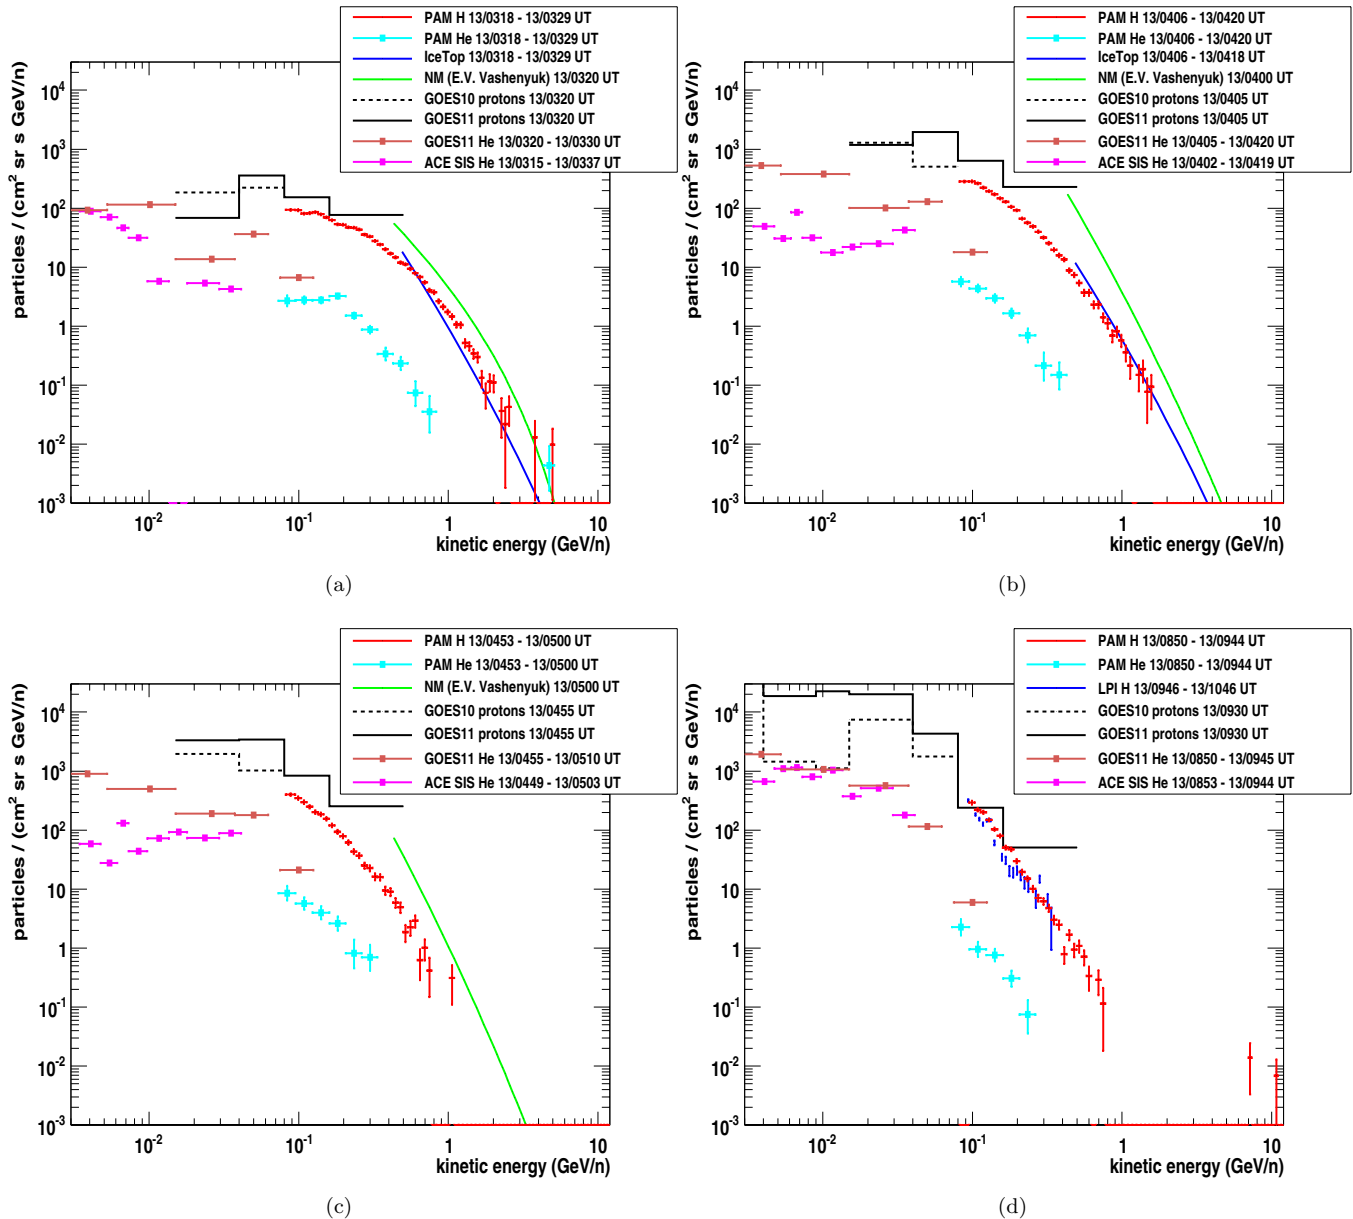 PAM H 13/0318 - 13/0329 UT
PAM He 13/0318 - 13/0329 UT
IceTop 13/0318 - 13/0329 UT
NM (E.V. Vashenyuk) 13/0320 UT
GOES10 protons 13/0320 UT
GOES11 protons 13/0320 UT
GOES11 He 13/0320 - 13/0330 UT
ACE SIS He 13/0315 - 13/0337 UT
particles / (cm² sr s GeV/n)
10⁴
10³
10²
10
1
10⁻¹
10⁻²
10⁻³
10⁻² 10⁻¹ 1 10
kinetic energy (GeV/n)
(a)
PAM H 13/0406 - 13/0420 UT
PAM He 13/0406 - 13/0420 UT
IceTop 13/0406 - 13/0418 UT
NM (E.V. Vashenyuk) 13/0400 UT
GOES10 protons 13/0405 UT
GOES11 protons 13/0405 UT
GOES11 He 13/0405 - 13/0420 UT
ACE SIS He 13/0402 - 13/0419 UT
particles / (cm² sr s GeV/n)
10⁴
10³
10²
10
1
10⁻¹
10⁻²
10⁻³
10⁻² 10⁻¹ 1 10
kinetic energy (GeV/n)
(b)
PAM H 13/0453 - 13/0500 UT
PAM He 13/0453 - 13/0500 UT
NM (E.V. Vashenyuk) 13/0500 UT
GOES10 protons 13/0455 UT
GOES11 protons 13/0455 UT
GOES11 He 13/0455 - 13/0510 UT
ACE SIS He 13/0449 - 13/0503 UT
particles / (cm² sr s GeV/n)
10⁴
10³
10²
10
1
10⁻¹
10⁻²
10⁻³
10⁻² 10⁻¹ 1 10
kinetic energy (GeV/n)
(c)
PAM H 13/0850 - 13/0944 UT
PAM He 13/0850 - 13/0944 UT
LPI H 13/0946 - 13/1046 UT
GOES10 protons 13/0930 UT
GOES11 protons 13/0930 UT
GOES11 He 13/0850 - 13/0945 UT
ACE SIS He 13/0853 - 13/0944 UT
particles / (cm² sr s GeV/n)
10⁴
10³
10²
10
1
10⁻¹
10⁻²
10⁻³
10⁻² 10⁻¹ 1 10
kinetic energy (GeV/n)
(d)